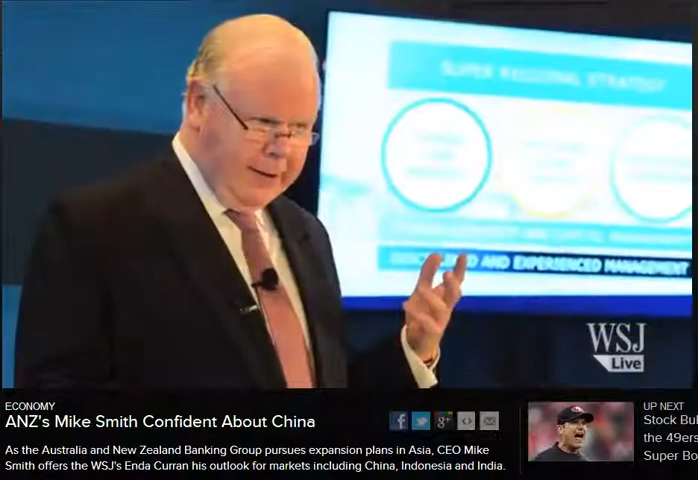 SUPER REGIONAL STRATEGY
AND EXPERIENCED MANAGEMENT
WSJ
Live
ECONOMY
ANZ's Mike Smith Confident About China
As the Australia and New Zealand Banking Group pursues expansion plans in Asia, CEO Mike
Smith offers the WSJ's Enda Curran his outlook for markets including China, Indonesia and India.
f
g+
<>
UP NEXT
Stock Bul
the 49ers
Super Bo